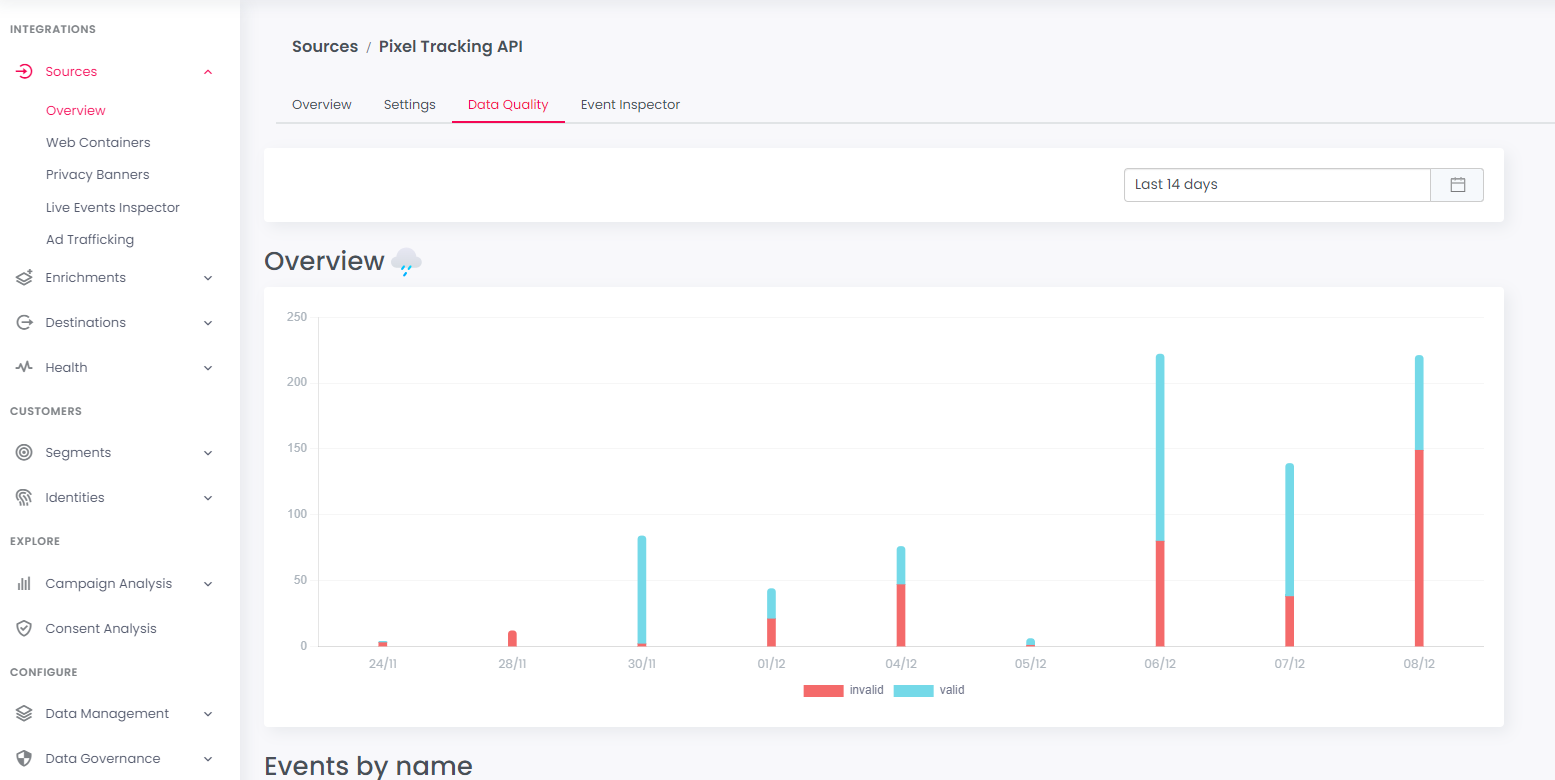 INTEGRATIONS
Sources
Overview
Web Containers
Privacy Banners
Live Events Inspector
Ad Trafficking
Enrichments
Destinations
Health
CUSTOMERS
Segments
Identities
EXPLORE
Campaign Analysis
Consent Analysis
CONFIGURE
Data Management
Data Governance
Sources / Pixel Tracking API
Overview Settings Data Quality Event Inspector
Last 14 days
Overview
250
200
150
100
50
0
24/11 28/11 30/11 01/12 04/12 05/12 06/12 07/12 08/12
invalid valid
Events by name